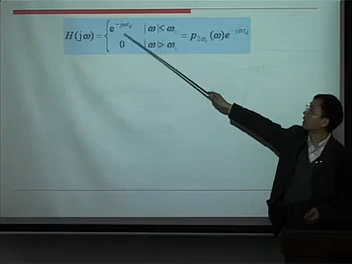 H(jω) = { e^{-jωt_d} |ω| ≤ ω_c
0 |ω| > ω_c = p_{2ω_c}(ω)e^{-jωt_d}